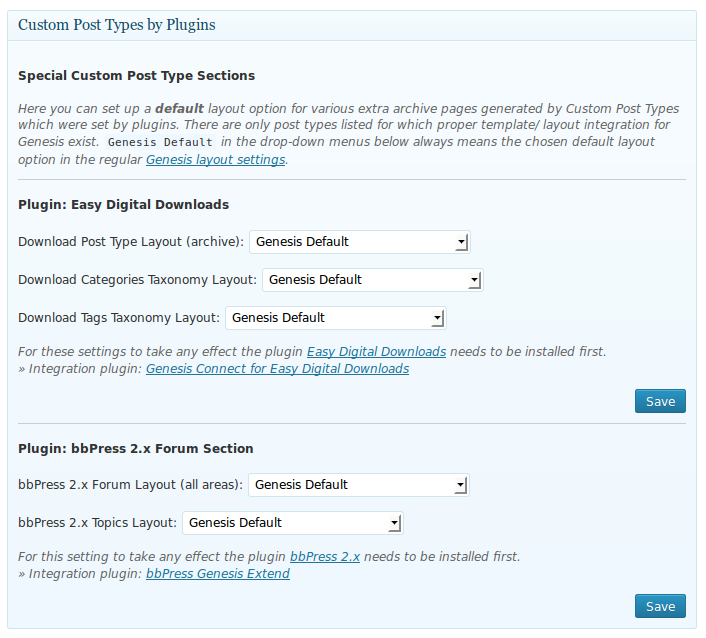 Custom Post Types by Plugins
Special Custom Post Type Sections
Here you can set up a default layout option for various extra archive pages generated by Custom Post Types
which were set by plugins. There are only post types listed for which proper template/ layout integration for
Genesis exist. Genesis Default in the drop-down menus below always means the chosen default layout
option in the regular Genesis layout settings.
Plugin: Easy Digital Downloads
Download Post Type Layout (archive): Genesis Default
Download Categories Taxonomy Layout: Genesis Default
Download Tags Taxonomy Layout: Genesis Default
For these settings to take any effect the plugin Easy Digital Downloads needs to be installed first.
» Integration plugin: Genesis Connect for Easy Digital Downloads
Save
Plugin: bbPress 2.x Forum Section
bbPress 2.x Forum Layout (all areas): Genesis Default
bbPress 2.x Topics Layout: Genesis Default
For this setting to take any effect the plugin bbPress 2.x needs to be installed first.
» Integration plugin: bbPress Genesis Extend
Save